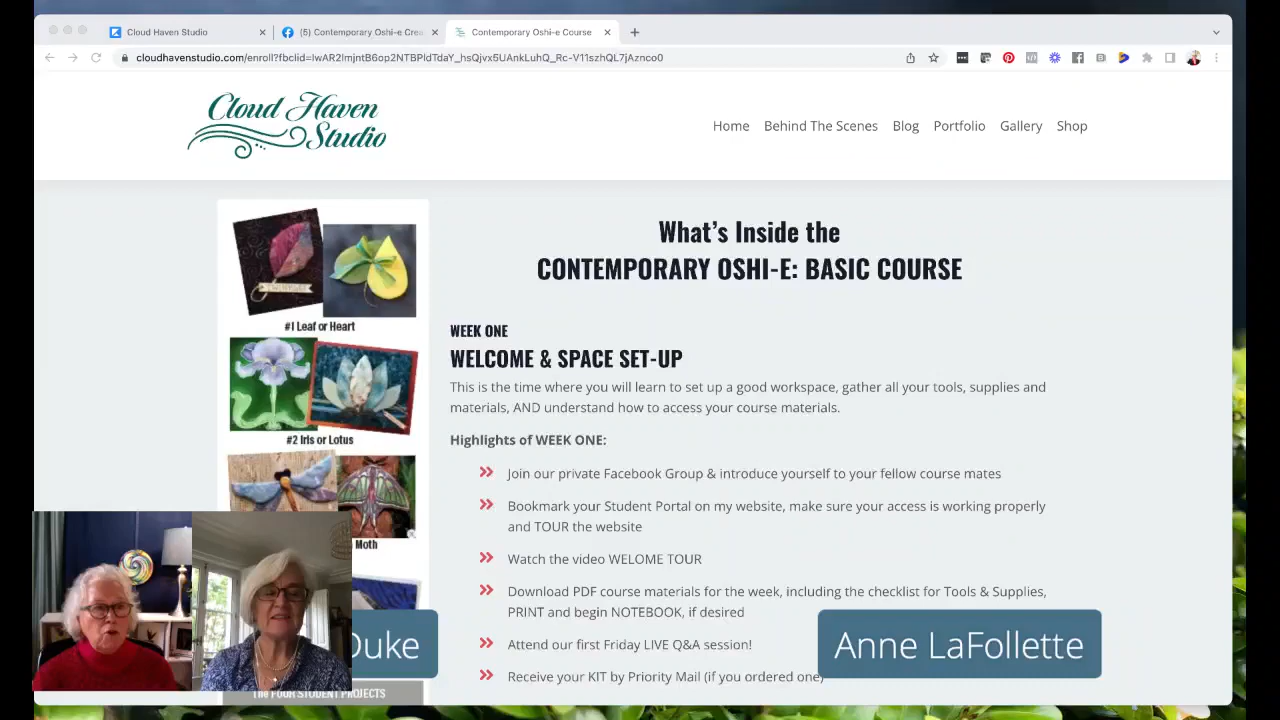 Cloud Haven Studio
(5) Contemporary Oshi-e Crea
Contemporary Oshi-e Course
cloudhavenstudio.com/enroll?fbclid=IwAR2ImjntB6op2NTBPldTdaY_hsQjvx5UAnkLuhQ_Rc-V11szhQL7jAznco0
Cloud Haven
Studio
Home Behind The Scenes Blog Portfolio Gallery Shop
#1 Leaf or Heart
#2 Iris or Lotus
Moth
The FOUR STUDENT PROJECTS
What's Inside the
CONTEMPORARY OSHI-E: BASIC COURSE
WEEK ONE
WELCOME & SPACE SET-UP
This is the time where you will learn to set up a good workspace, gather all your tools, supplies and
materials, AND understand how to access your course materials.
Highlights of WEEK ONE:
Join our private Facebook Group & introduce yourself to your fellow course mates
Bookmark your Student Portal on my website, make sure your access is working properly
and TOUR the website
Watch the video WELOME TOUR
Download PDF course materials for the week, including the checklist for Tools & Supplies,
PRINT and begin NOTEBOOK, if desired
Attend our first Friday LIVE Q&A session!
Receive your KIT by Priority Mail (if you ordered one)
Duke
Anne LaFollette